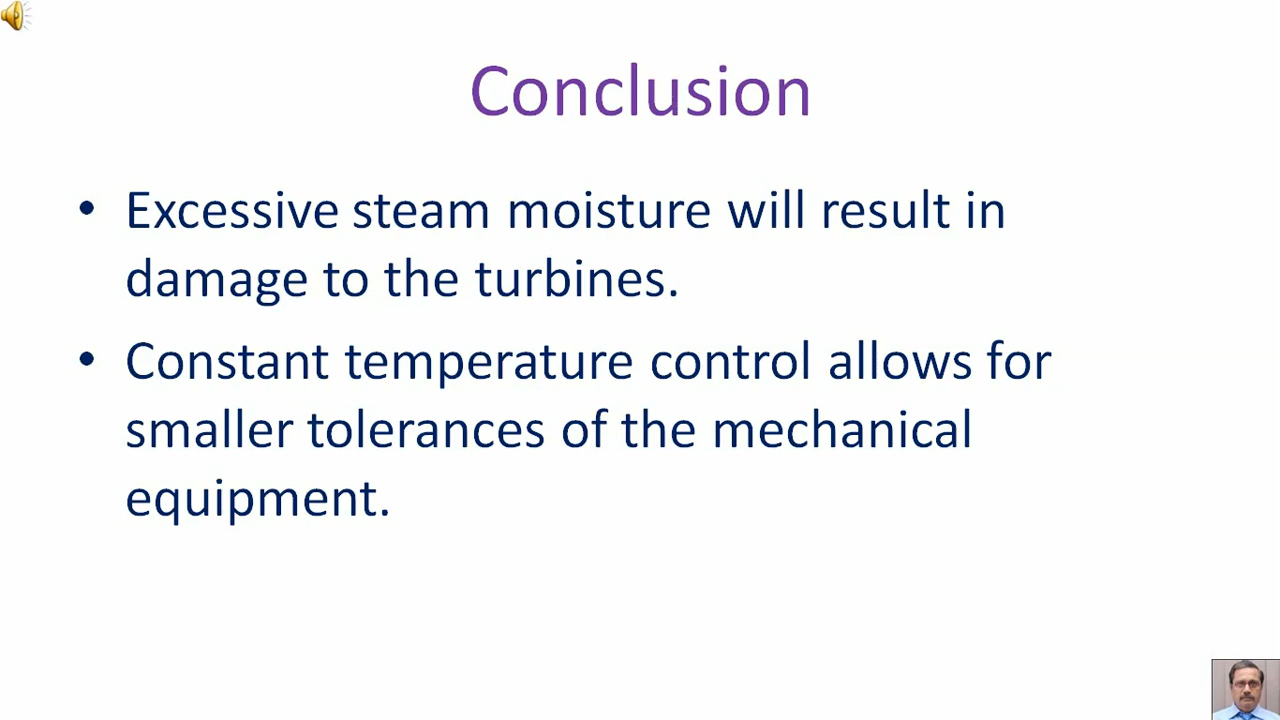 Conclusion
• Excessive steam moisture will result in
damage to the turbines.
• Constant temperature control allows for
smaller tolerances of the mechanical
equipment.